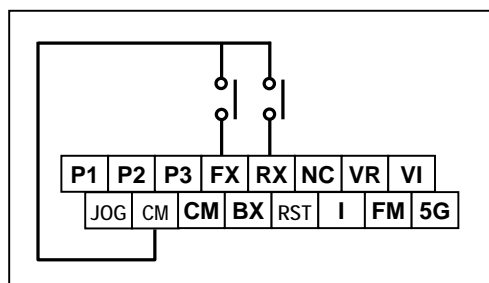 P1 P2 P3 FX RX NC VR VI
JOG CM CM BX RST I FM 5G